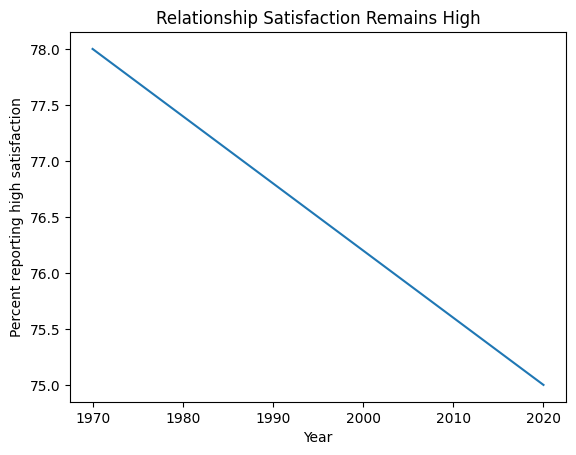 Relationship Satisfaction Remains High
Percent reporting high satisfaction
78.0
77.5
77.0
76.5
76.0
75.5
75.0
1970 1980 1990 2000 2010 2020
Year